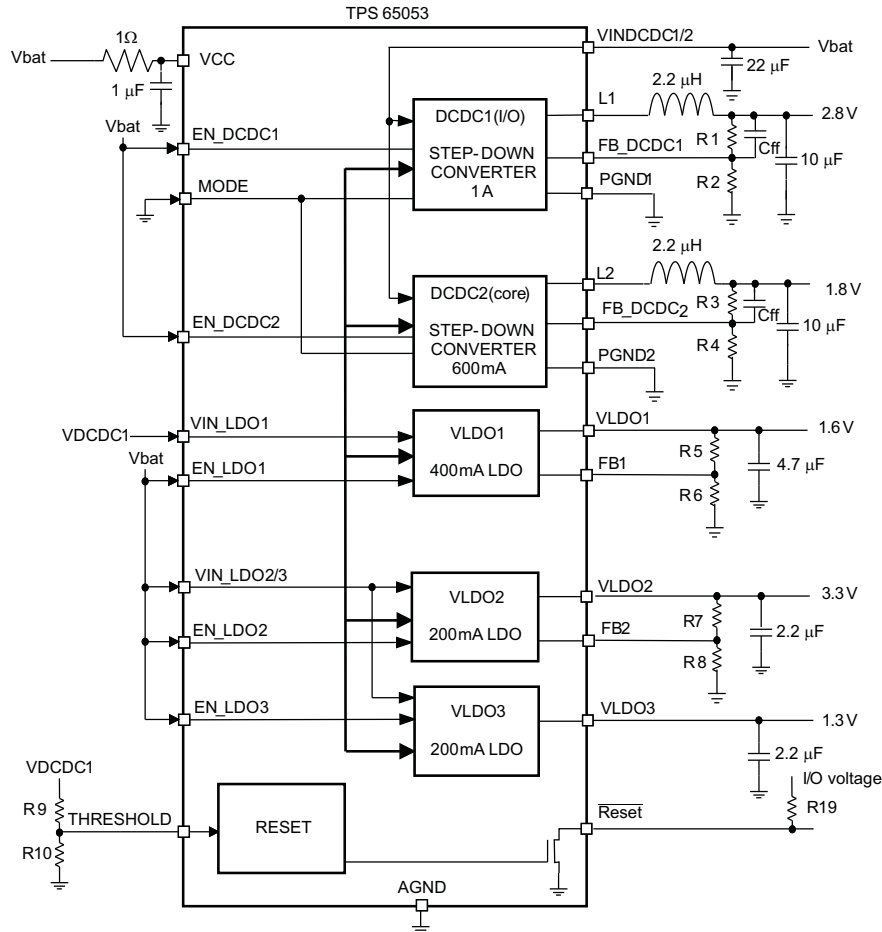 TPS 65053
1Ω
Vbat
VCC
1 μF
VINDCDC1/2
Vbat
22 μF
2.2 μH
L1
2.8 V
DCDC1(I/O)
STEP-DOWN
CONVERTER
1 A
Vbat
EN_DCDC1
FB_DCDC1
R1
Cff
10 μF
MODE
PGND1
R2
2.2 μH
L2
1.8 V
DCDC2(core)
STEP-DOWN
CONVERTER
600mA
FB_DCDC2
R3
Cff
10 μF
EN_DCDC2
R4
PGND2
VDCDC1
VIN_LDO1
VLDO1
400mA LDO
VLDO1
1.6 V
R5
4.7 μF
Vbat
EN_LDO1
FB1
R6
VIN_LDO2/3
VLDO2
200mA LDO
VLDO2
3.3 V
R7
2.2 μF
EN_LDO2
FB2
R8
EN_LDO3
VLDO3
200mA LDO
VLDO3
1.3 V
2.2 μF
VDCDC1
I/O voltage
R9
THRESHOLD
RESET
Reset
R19
R10
AGND